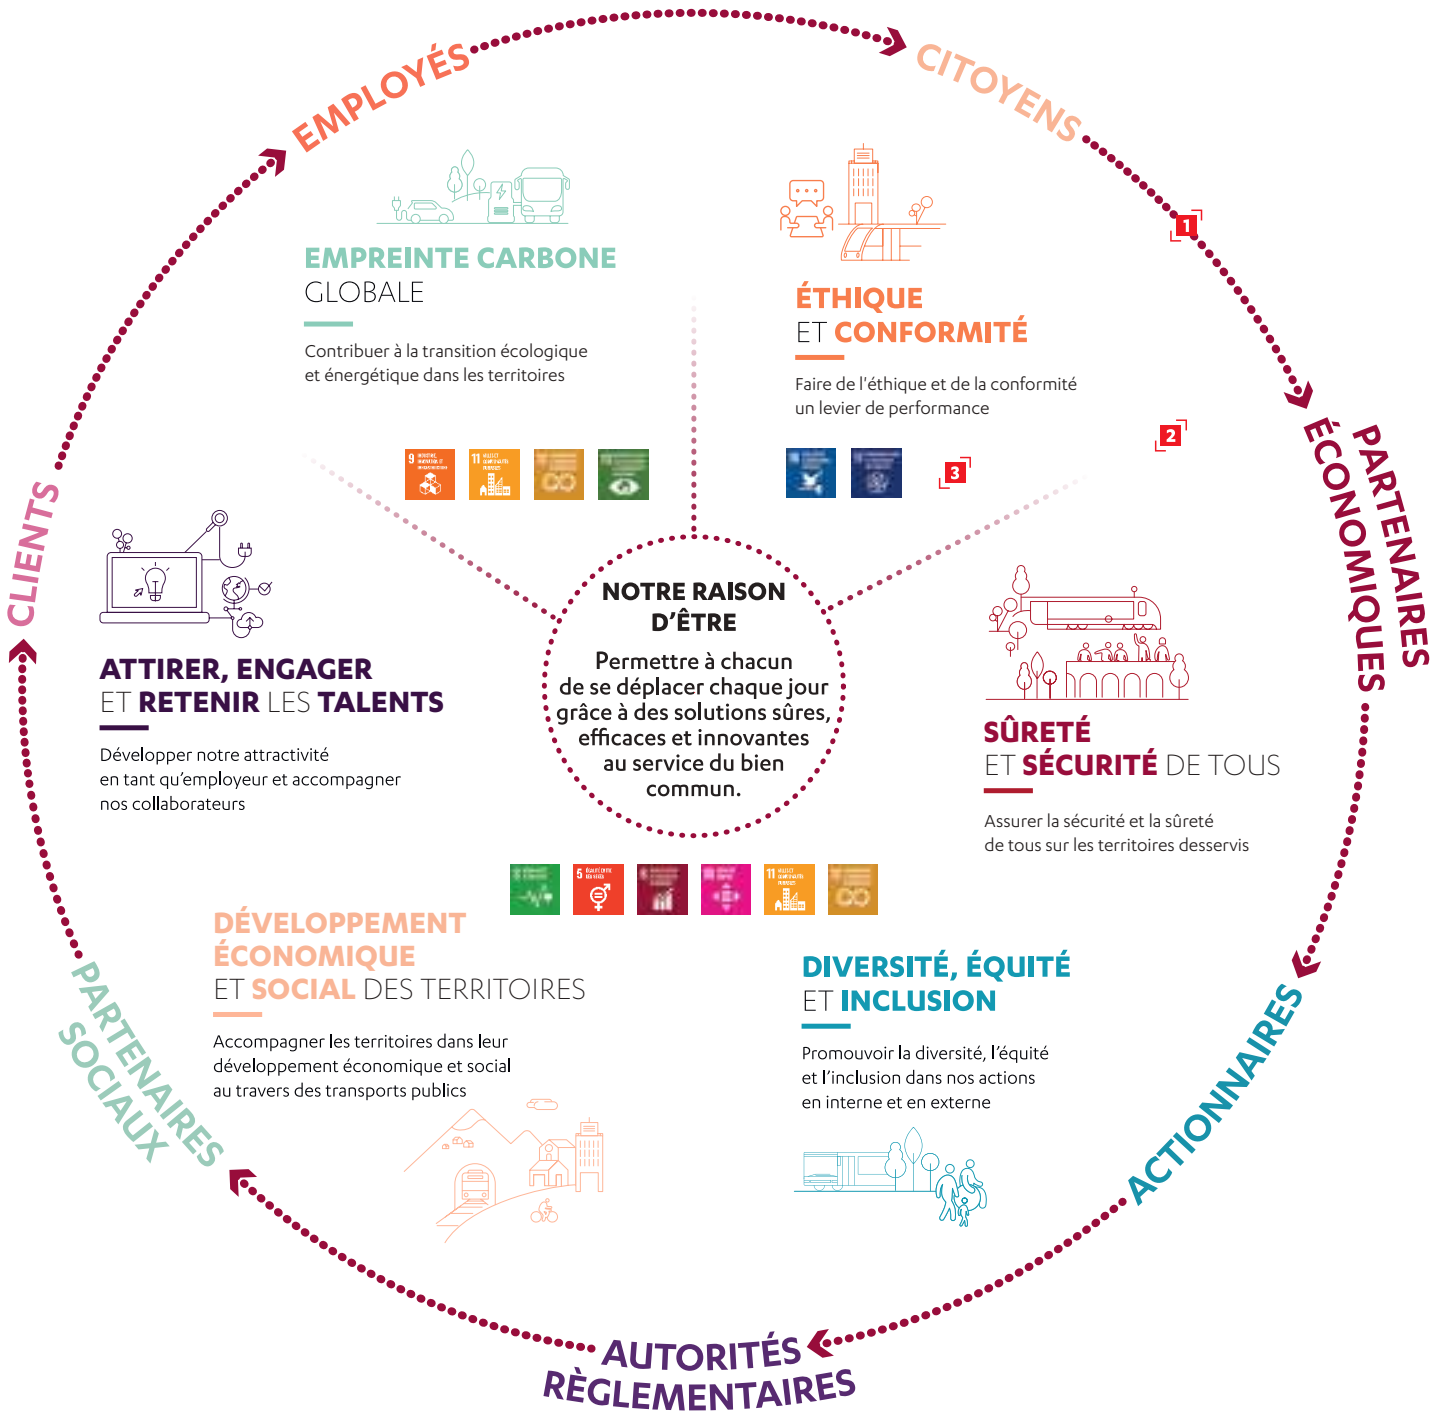 EMPLOYÉS
CITOYENS
1
EMPREINTE CARBONE
GLOBALE
Contribuer à la transition écologique
et énergétique dans les territoires
ÉTHIQUE
ET CONFORMITÉ
Faire de l'éthique et de la conformité
un levier de performance
2
3
9
11
PARTENAIRES
ÉCONOMIQUES
CLIENTS
NOTRE RAISON
D'ÊTRE
Permettre à chacun
de se déplacer chaque jour
grâce à des solutions sûres,
efficaces et innovantes
au service du bien
commun.
ATTIRER, ENGAGER
ET RETENIR LES TALENTS
Développer notre attractivité
en tant qu'employeur et accompagner
nos collaborateurs
SÛRETÉ
ET SÉCURITÉ DE TOUS
Assurer la sécurité et la sûreté
de tous sur les territoires desservis
5
11
DÉVELOPPEMENT
ÉCONOMIQUE
ET SOCIAL DES TERRITOIRES
Accompagner les territoires dans leur
développement économique et social
au travers des transports publics
DIVERSITÉ, ÉQUITÉ
ET INCLUSION
Promouvoir la diversité, l'équité
et l'inclusion dans nos actions
en interne et en externe
PARTENAIRES
SOCIAUX
ACTIONNAIRES
AUTORITÉS
RÈGLEMENTAIRES